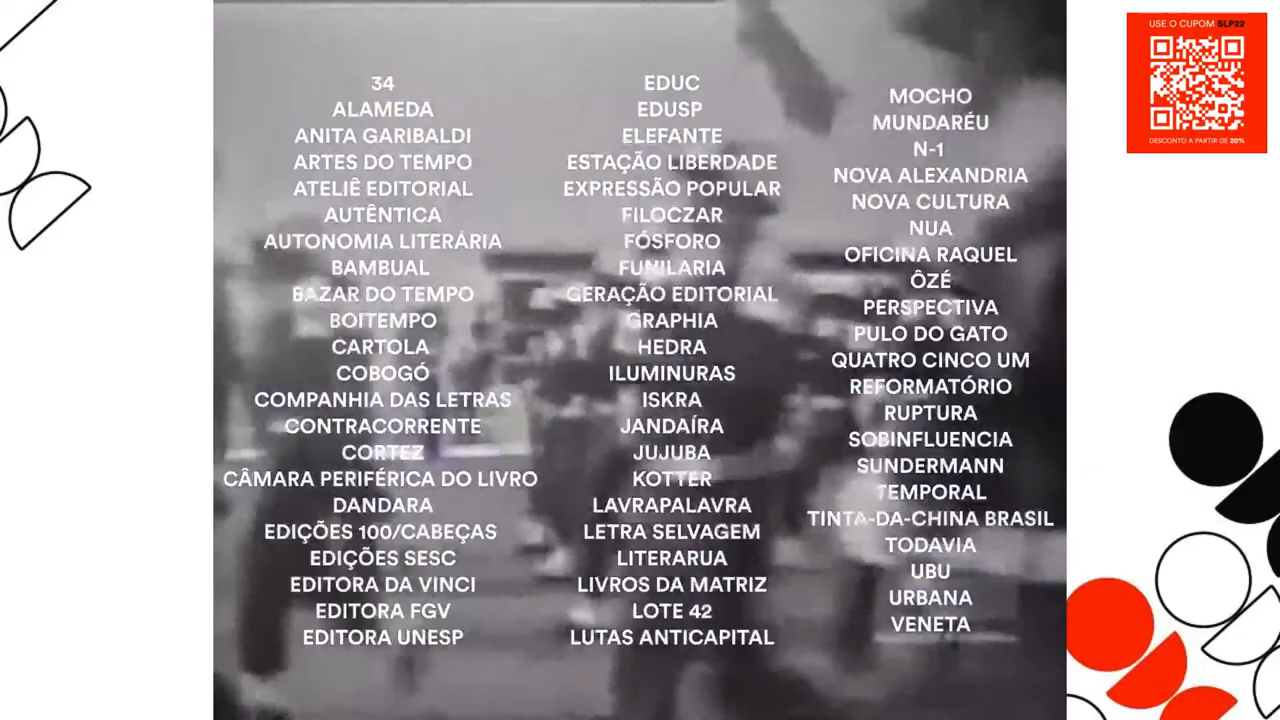 34
ALAMEDA
ANITA GARIBALDI
ARTES DO TEMPO
ATELIÊ EDITORIAL
AUTÊNTICA
AUTONOMIA LITERÁRIA
BAMBUAL
BAZAR DO TEMPO
BOITEMPO
CARTOLA
COBOGÓ
COMPANHIA DAS LETRAS
CONTRACORRENTE
CORTEZ
CÂMARA PERIFÉRICA DO LIVRO
DANDARA
EDIÇÕES 100/CABEÇAS
EDIÇÕES SESC
EDITORA DA VINCI
EDITORA FGV
EDITORA UNESP
EDUC
EDUSP
ELEFANTE
ESTAÇÃO LIBERDADE
EXPRESSÃO POPULAR
FILOCZAR
FÓSFORO
FUNILARIA
GERAÇÃO EDITORIAL
GRAPHIA
HEDRA
ILUMINURAS
ISKRA
JANDAÍRA
JUJUBA
KOTTER
LAVRAPALAVRA
LETRA SELVAGEM
LITERARUA
LIVROS DA MATRIZ
LOTE 42
LUTAS ANTICAPITAL
MOCHO
MUNDARÉU
N-1
NOVA ALEXANDRIA
NOVA CULTURA
NUA
OFICINA RAQUEL
ÔZÉ
PERSPECTIVA
PULO DO GATO
QUATRO CINCO UM
REFORMATÓRIO
RUPTURA
SOBINFLUENCIA
SUNDERMANN
TEMPORAL
TINTA-DA-CHINA BRASIL
TODAVIA
UBU
URBANA
VENETA
USE O CUPOM 5LP22
DESCONTO A PARTIR DE 20%